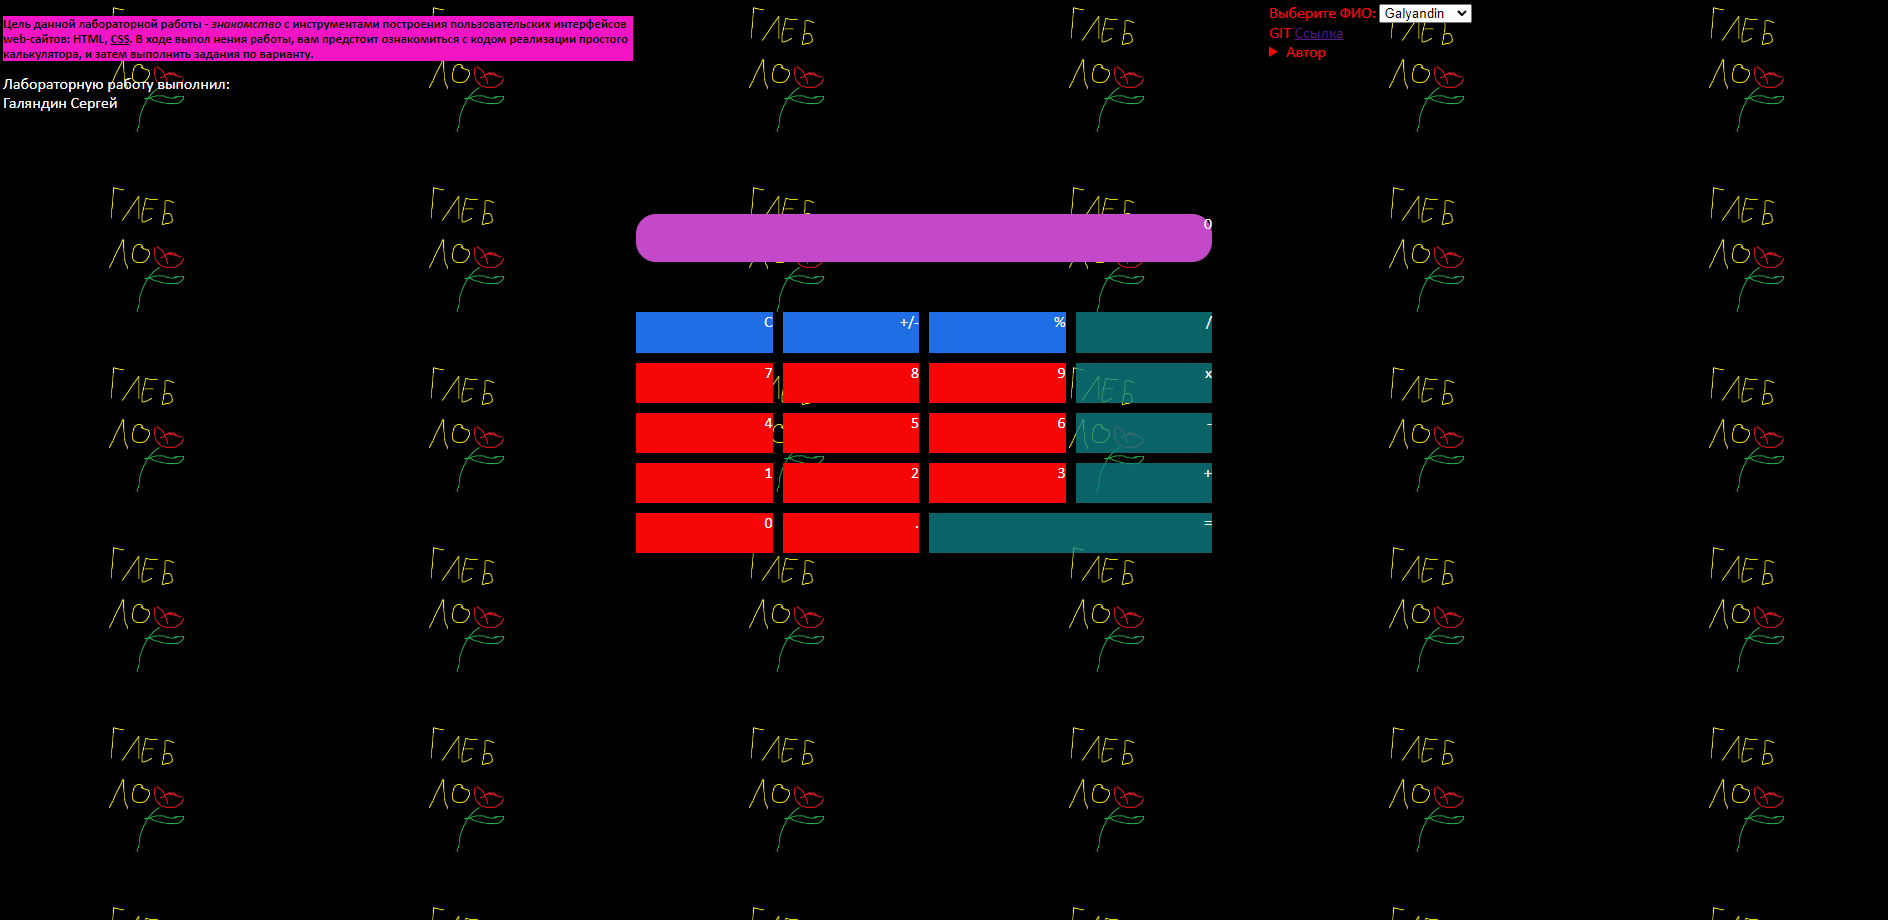 Цель данной лабораторной работы - знакомство с инструментами построения пользовательских интерфейсов
web-сайтов: HTML, CSS. В ходе выпол нения работы, вам предстоит ознакомиться с кодом реализации простого
калькулятора, и затем выполнить задания по варианту.
Лабораторную работу выполнил:
Галяндин Сергей
Выберите ФИО: Galyandin
GIT Ссылка
Автор
0
C +/- % /
7 8 9 x
4 5 6 -
1 2 3 +
0 . =
ГЛЕБ
ЛО